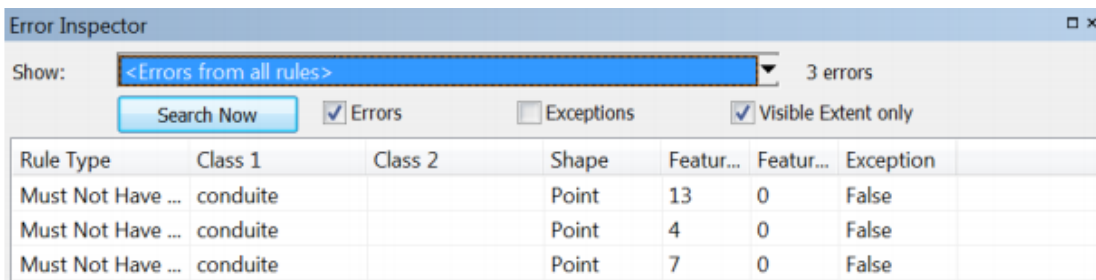 Error Inspector
Show: <Errors from all rules> 3 errors
Search Now Errors Exceptions Visible Extent only
Rule Type Class 1 Class 2 Shape Featur... Featur... Exception
Must Not Have ... conduite Point 13 0 False
Must Not Have ... conduite Point 4 0 False
Must Not Have ... conduite Point 7 0 False